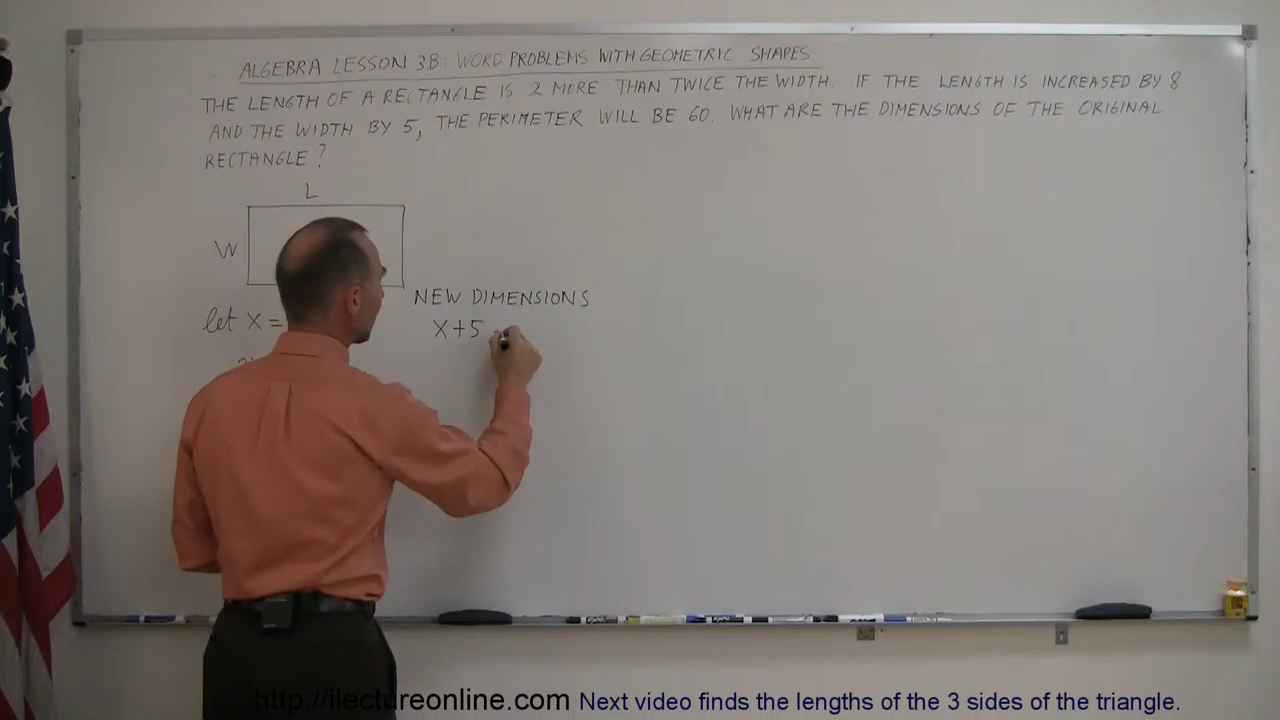 ALGEBRA LESSON 3B: WORD PROBLEMS WITH GEOMETRIC SHAPES
THE LENGTH OF A RECTANGLE IS 2 MORE THAN TWICE THE WIDTH. IF THE LENGTH IS INCREASED BY 8
AND THE WIDTH BY 5, THE PERIMETER WILL BE 60. WHAT ARE THE DIMENSIONS OF THE ORIGINAL
RECTANGLE?
L
W
NEW DIMENSIONS
let X =
X+5
http://ilectureonline.com Next video finds the lengths of the 3 sides of the triangle.